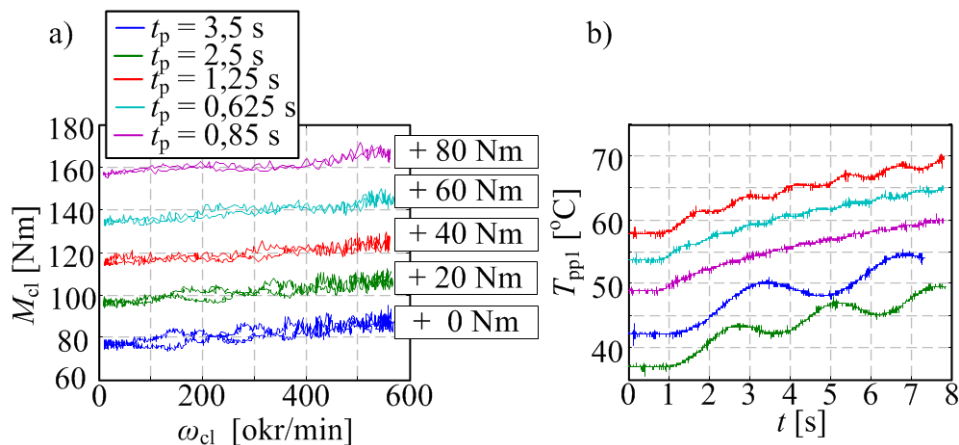 a)
t_p = 3,5 s
t_p = 2,5 s
t_p = 1,25 s
t_p = 0,625 s
t_p = 0,85 s
180
160
140
120
100
80
60
M_cl [Nm]
+ 80 Nm
+ 60 Nm
+ 40 Nm
+ 20 Nm
+ 0 Nm
0 200 400 600
ω_cl [okr/min]
b)
70
60
50
40
T_pp1 [°C]
0 1 2 3 4 5 6 7 8
t [s]